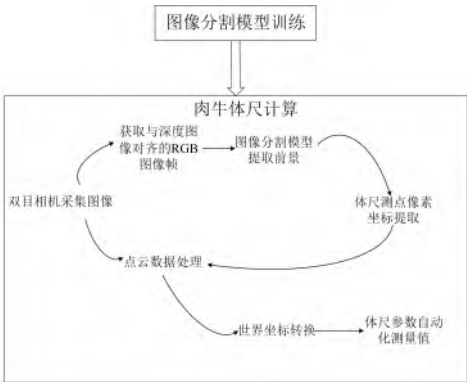 图像分割模型训练
肉牛体尺计算
获取与深度图
像对齐的RGB
图像帧
图像分割模型
提取前景
双目相机采集图像
体尺测点像素
坐标提取
点云数据处理
世界坐标转换
体尺参数自动
化测量值